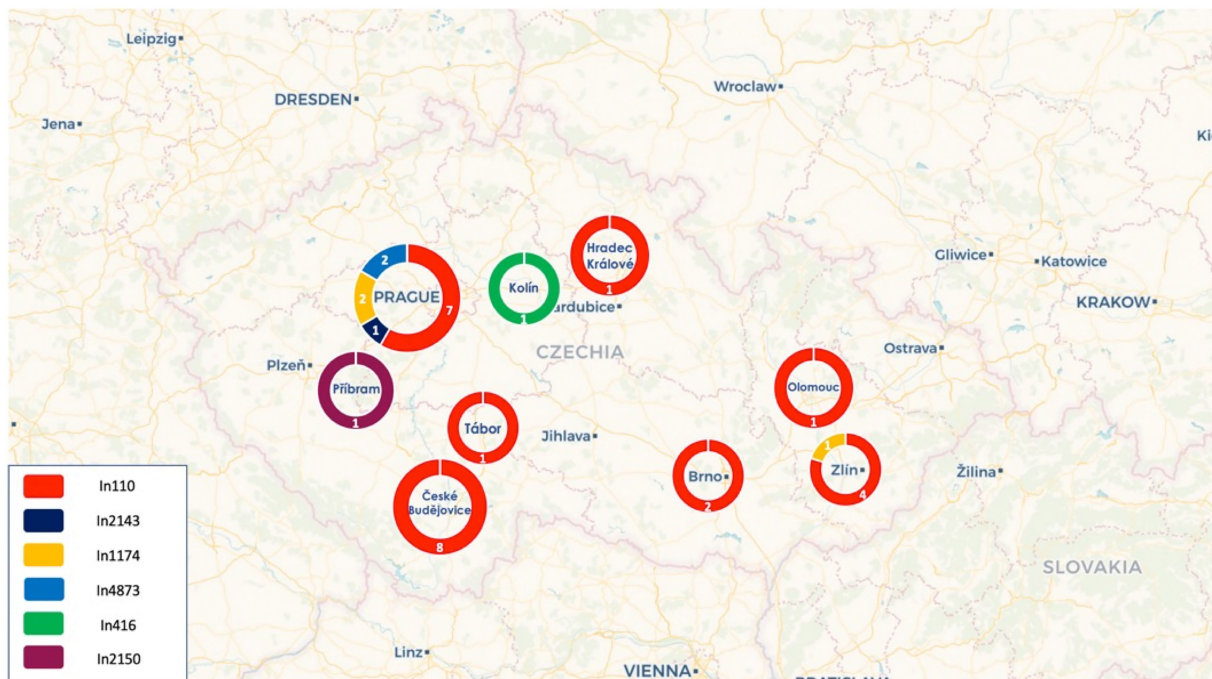 Leipzig
DRESDEN
Wroclaw
Jena
Hradec
Králové
1
Gliwice
Katowice
2
PRAGUE
2
7
1
Kolín
1
ardubice
KRAKOW
CZECHIA
Ostrava
Plzeň
Příbram
1
Olomouc
1
Tábor
1
Jihlava
1
Zlín
4
Brno
2
Žilina
České
Budějovice
8
SLOVAKIA
In110
In2143
In1174
In4873
In416
In2150
Linz
VIENNA